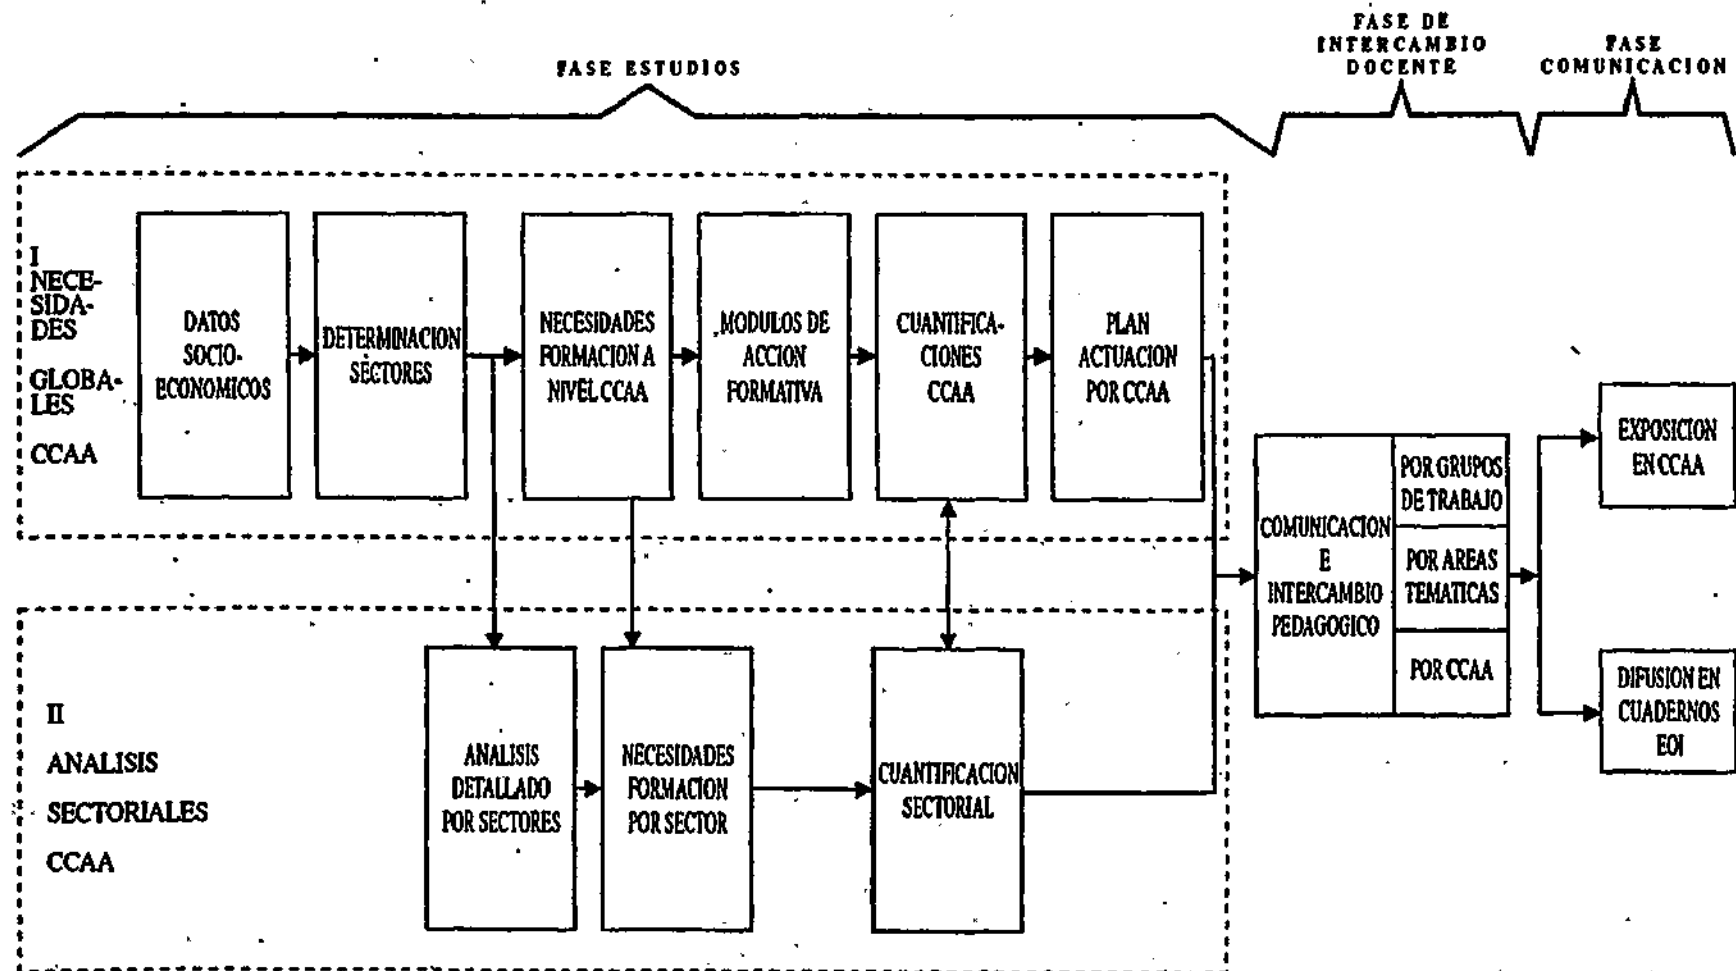 FASE ESTUDIOS
FASE DE
INTERCAMBIO
DOCENTE
FASE
COMUNICACION
I
NECE-
SIDA-
DES
GLOBA-
LES
CCAA
DATOS
SOCIO-
ECONOMICOS
DETERMINACION
SECTORES
NECESIDADES
FORMACION A
NIVEL CCAA
MODULOS DE
ACCION
FORMATIVA
CUANTIFICA-
CIONES
CCAA
PLAN
ACTUACION
POR CCAA
II
ANALISIS
SECTORIALES
CCAA
ANALISIS
DETALLADO
POR SECTORES
NECESIDADES
FORMACION
POR SECTOR
CUANTIFICACION
SECTORIAL
COMUNICACION
E
INTERCAMBIO
PEDAGOGICO
POR GRUPOS
DE TRABAJO
POR AREAS
TEMATICAS
POR CCAA
EXPOSICION
EN CCAA
DIFUSION EN
CUADERNOS
EOI